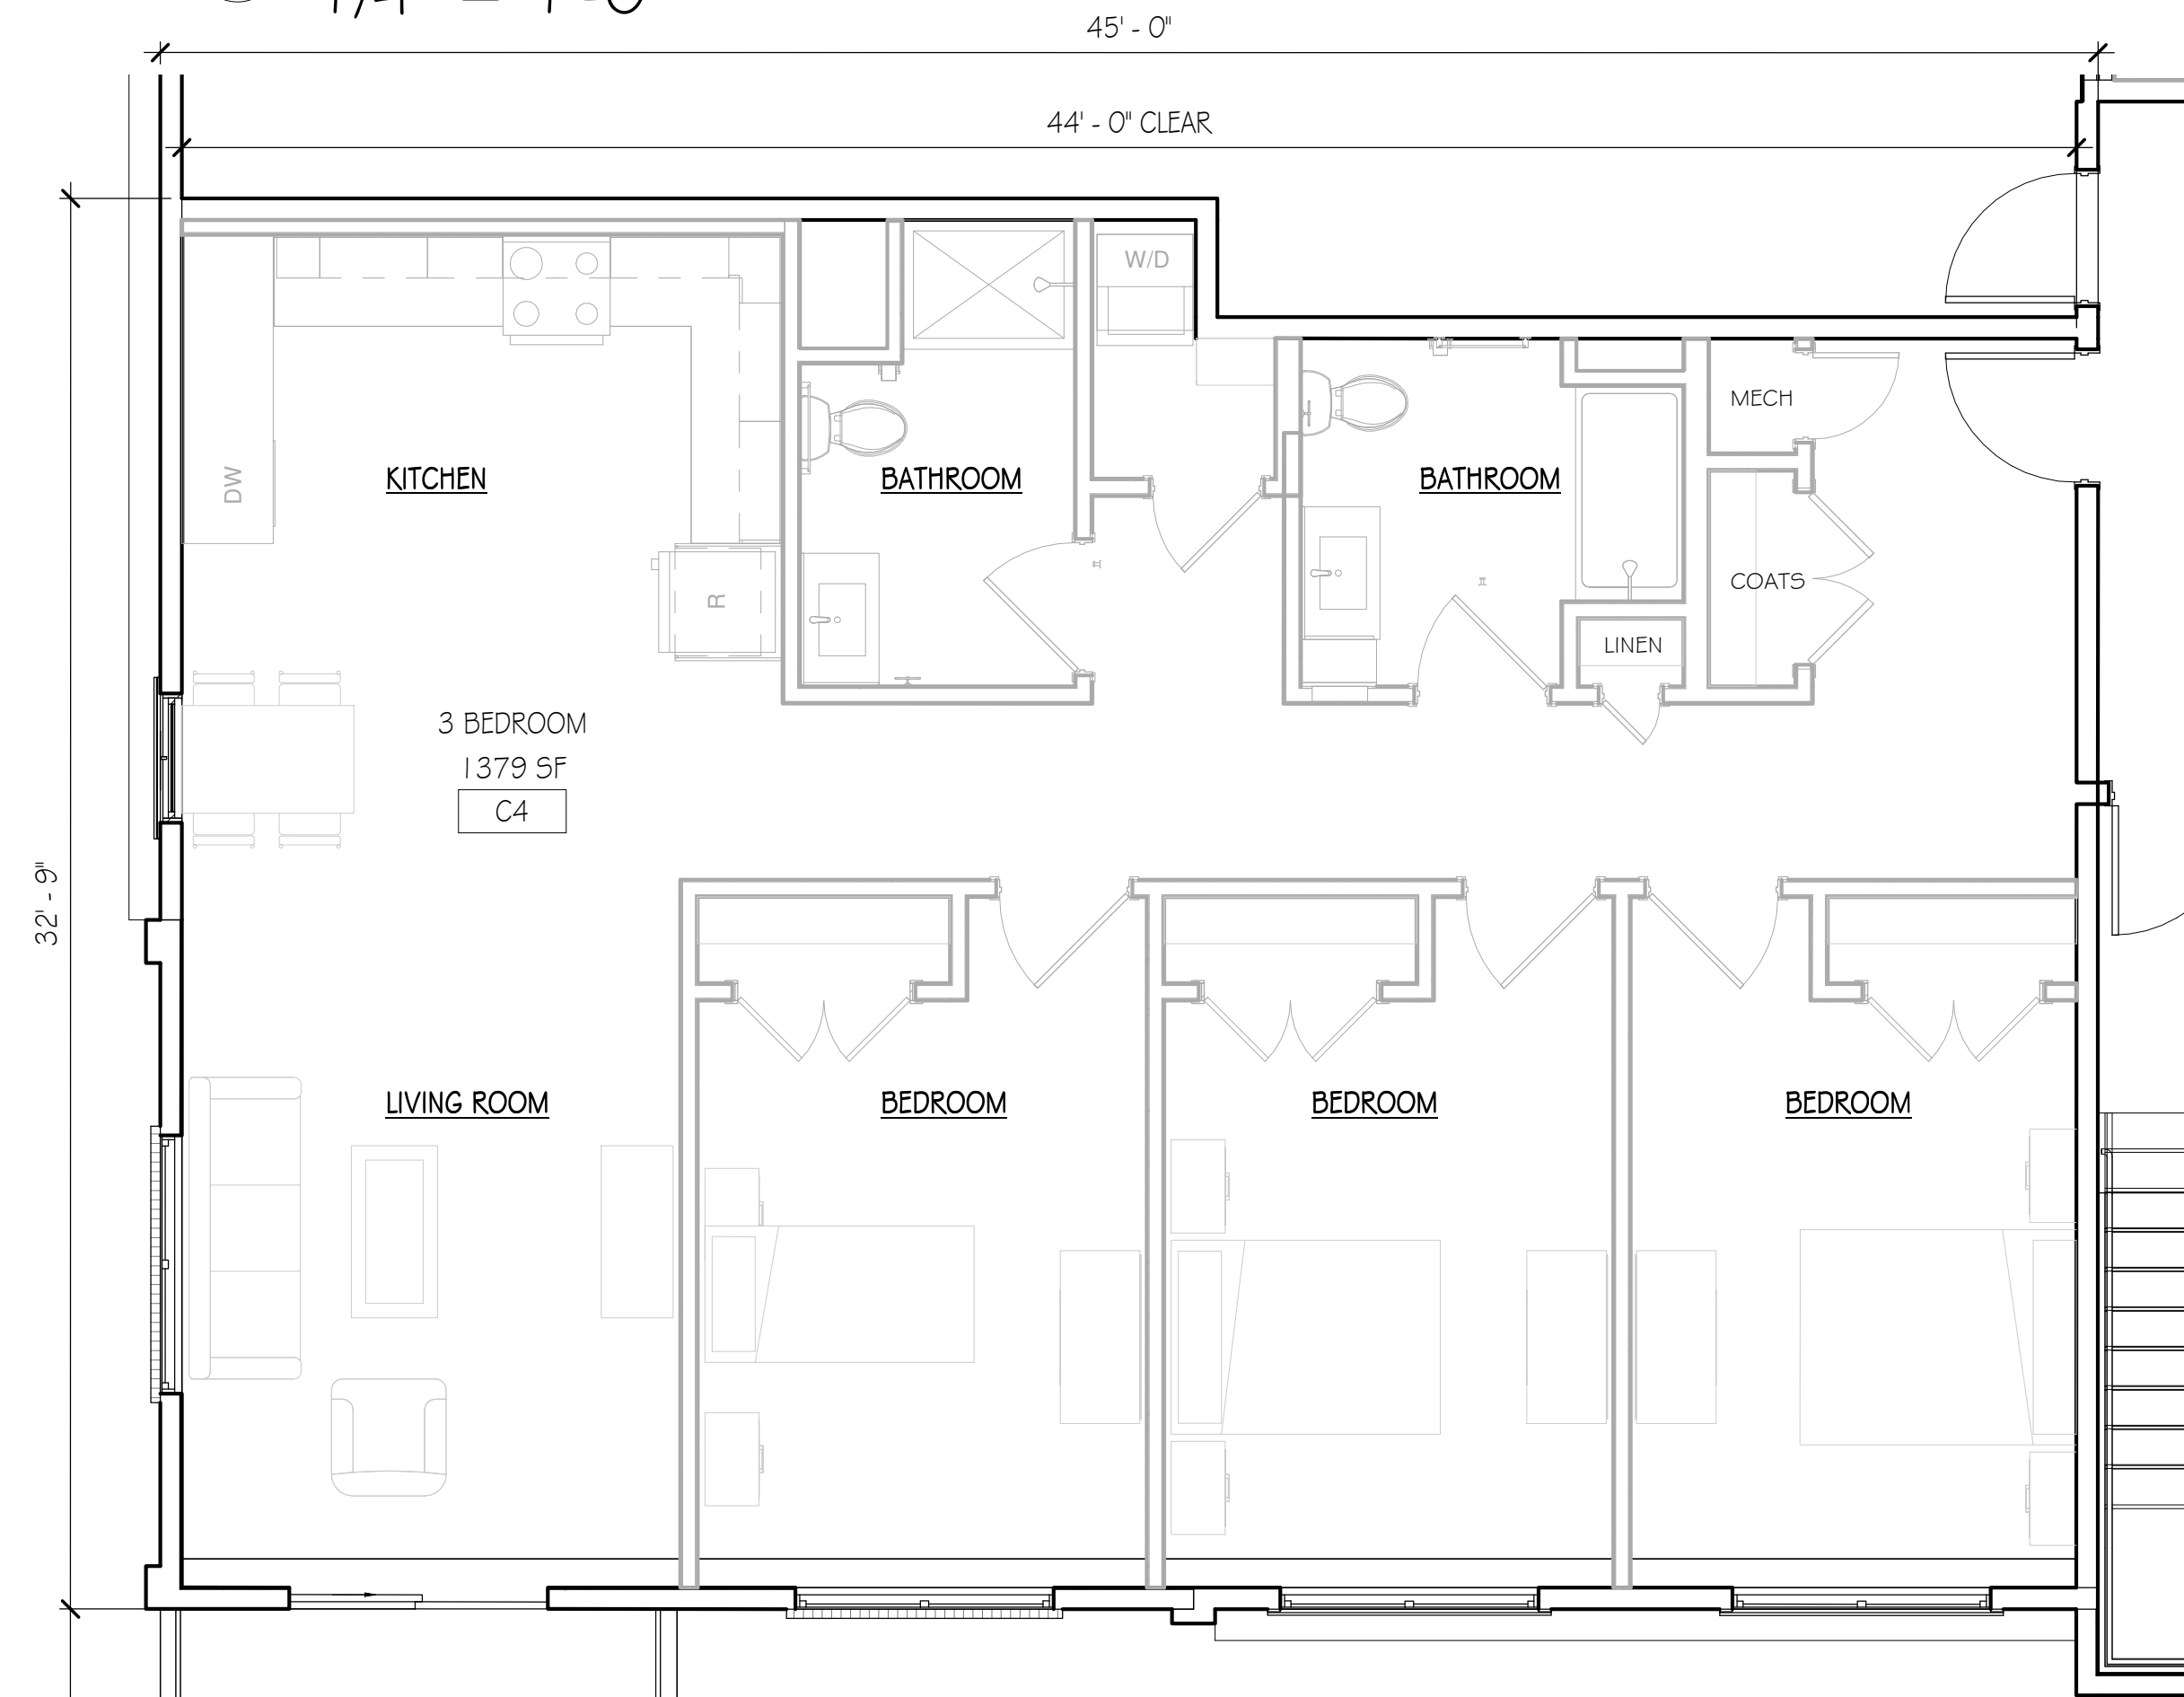 45' - 0"
44' - 0" CLEAR
W/D
MECH
DW
KITCHEN
BATHROOM
BATHROOM
COATS
R
LINEN
3 BEDROOM
1379 SF
C4
32' - 9"
LIVING ROOM
BEDROOM
BEDROOM
BEDROOM